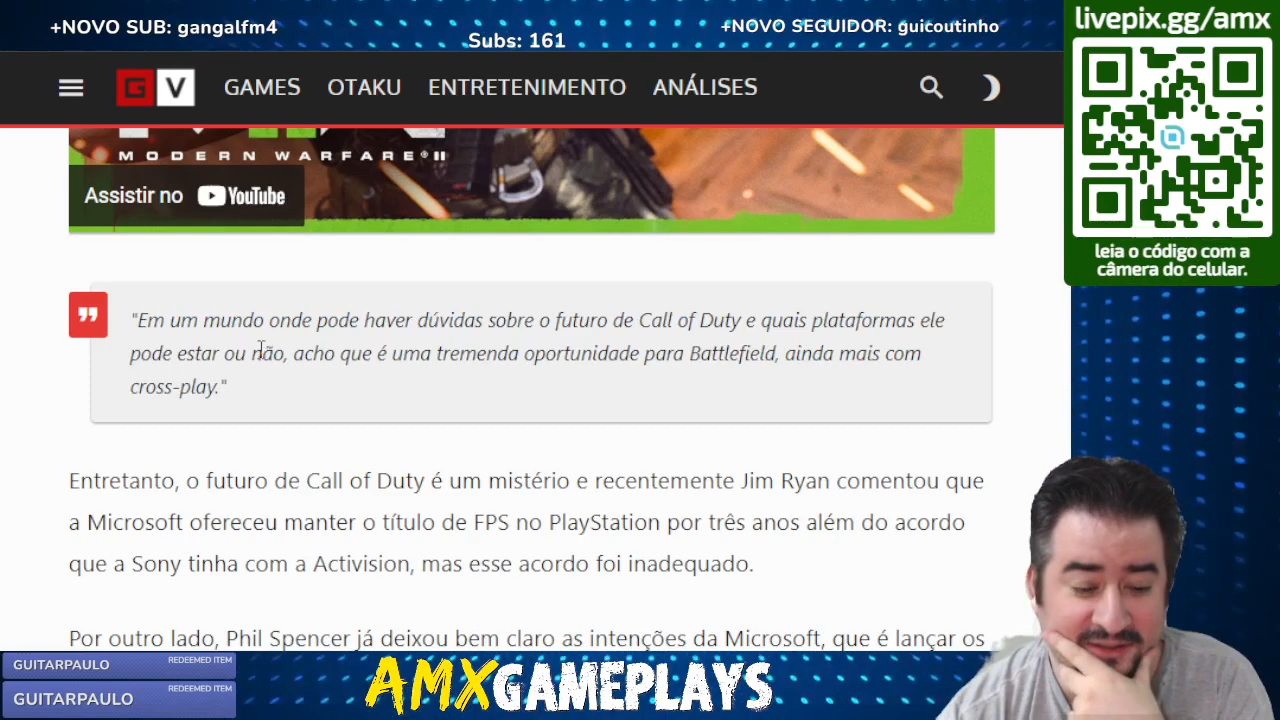 +NOVO SUB: gangalfm4
Subs: 161
+NOVO SEGUIDOR: guicoutinho
livepix.gg/amx
G V GAMES OTAKU ENTRETENIMENTO ANÁLISES
MODERN WARFARE II
Assistir no YouTube
leia o código com a
câmera do celular.
"Em um mundo onde pode haver dúvidas sobre o futuro de Call of Duty e quais plataformas ele
pode estar ou não, acho que é uma tremenda oportunidade para Battlefield, ainda mais com
cross-play."
Entretanto, o futuro de Call of Duty é um mistério e recentemente Jim Ryan comentou que
a Microsoft ofereceu manter o título de FPS no PlayStation por três anos além do acordo
que a Sony tinha com a Activision, mas esse acordo foi inadequado.
Por outro lado, Phil Spencer já deixou bem claro as intenções da Microsoft, que é lançar os
GUITARPAULO REDEEMED ITEM
GUITARPAULO REDEEMED ITEM
AMXGAMEPLAYS